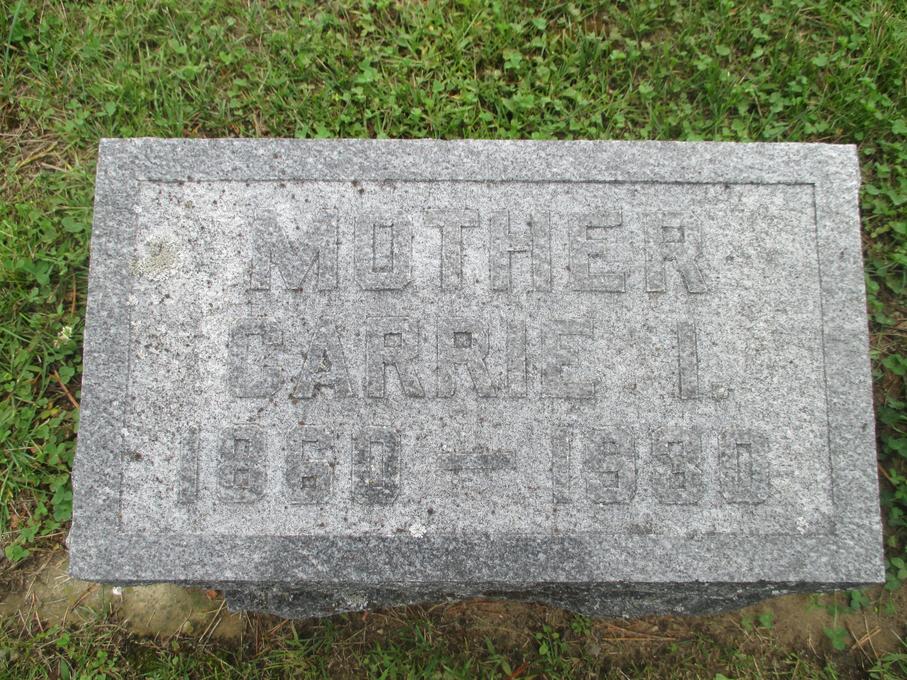 MOTHER
CARRIE I.
1860 – 1930